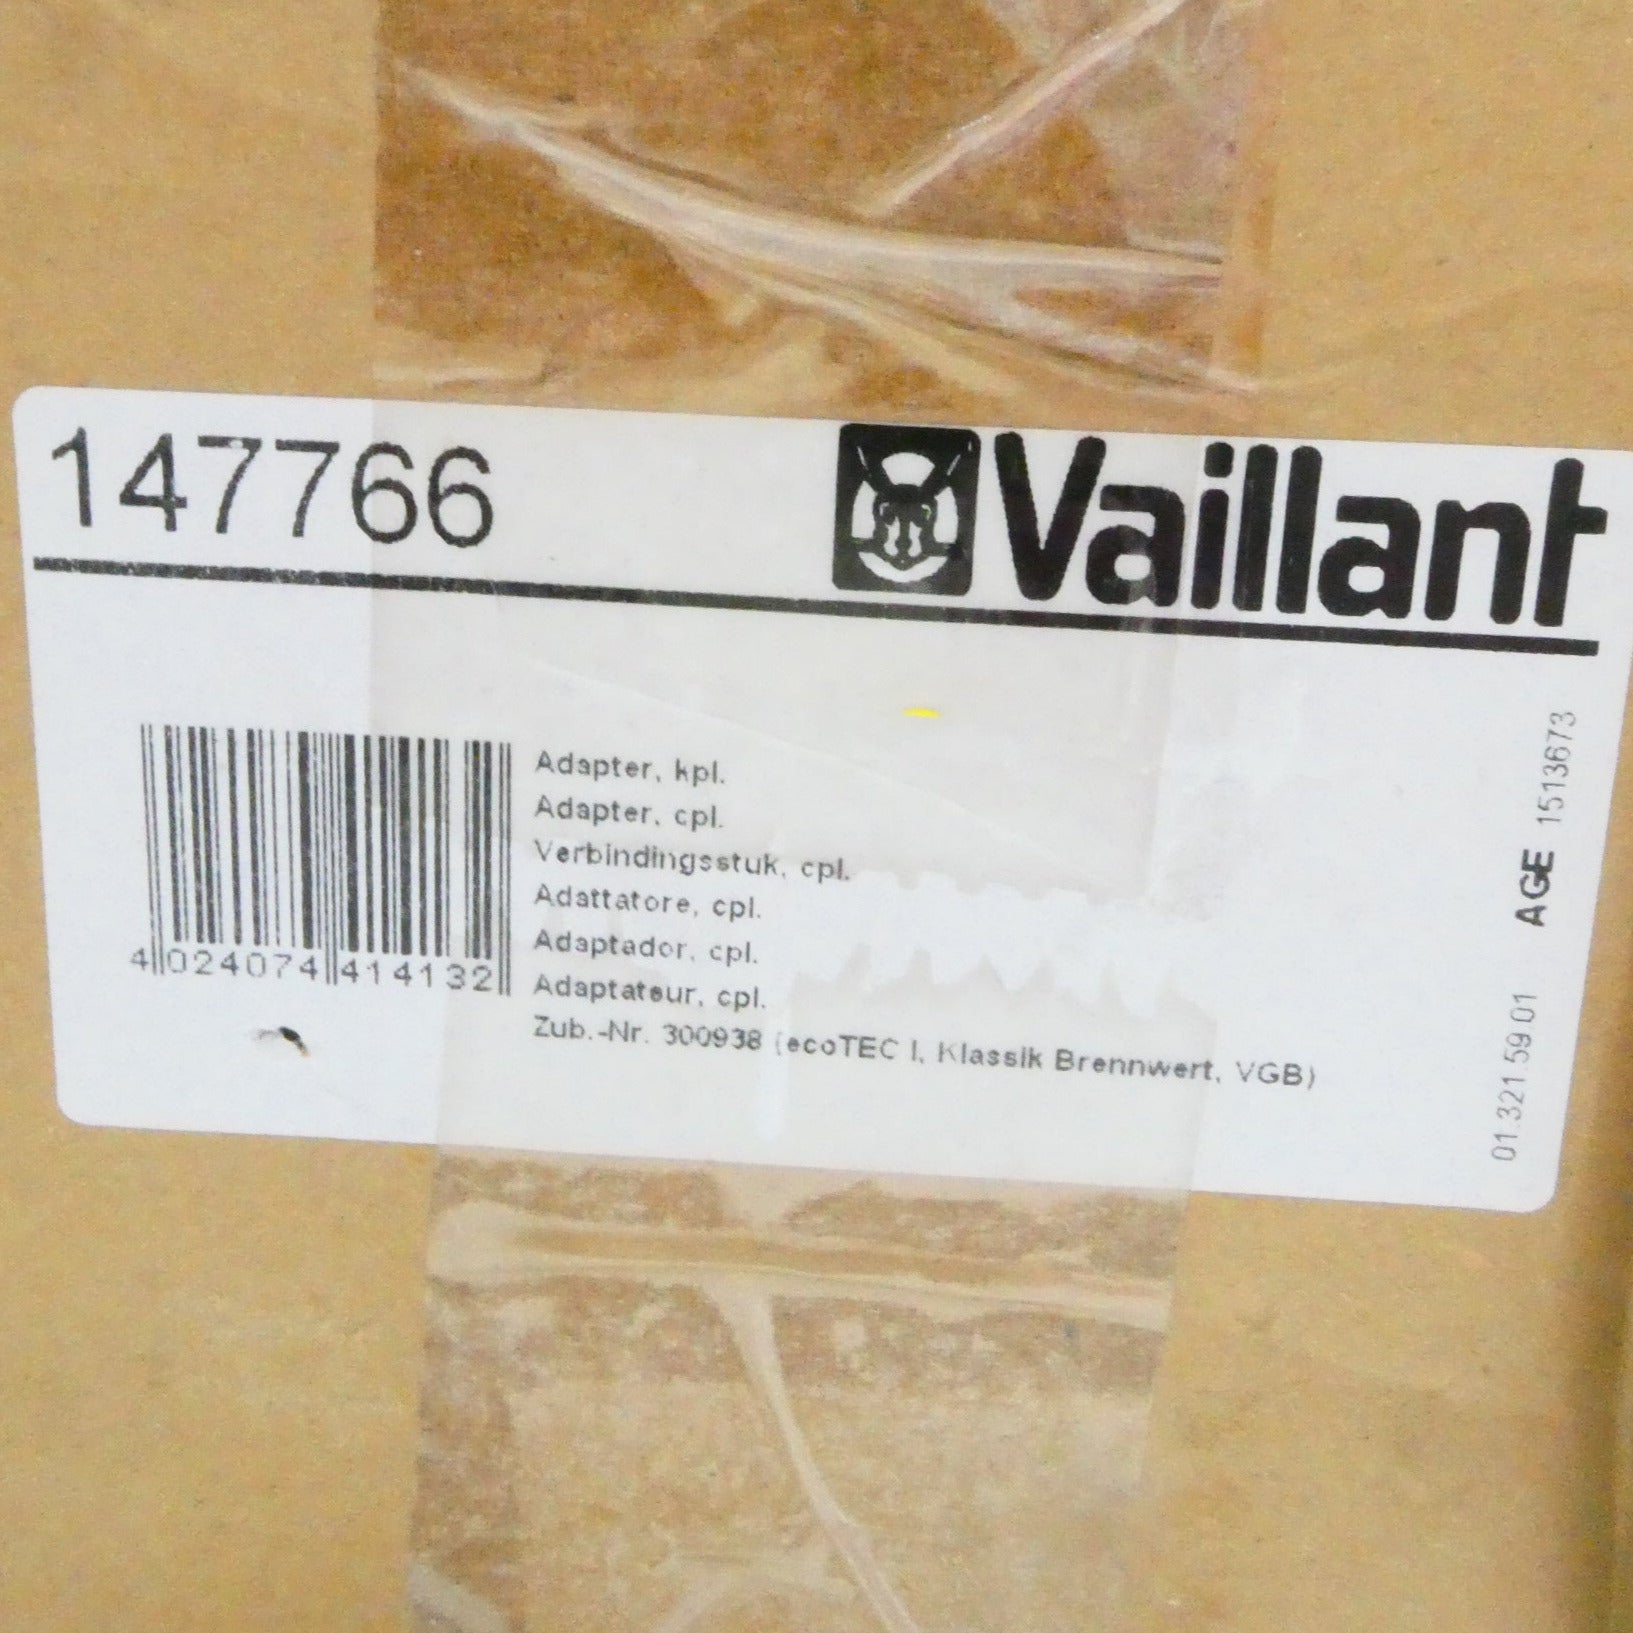 147766
Vaillant
Adapter, kpl.
Adapter, cpl.
Verbindingsstuk, cpl.
Adattatore, cpl.
Adaptador, cpl.
Adaptateur, cpl.
Zub.-Nr. 300938 (ecoTEC I, Klassik Brennwert, VGB)
4 024074 414132
01.321.59.01 AGE 1513673